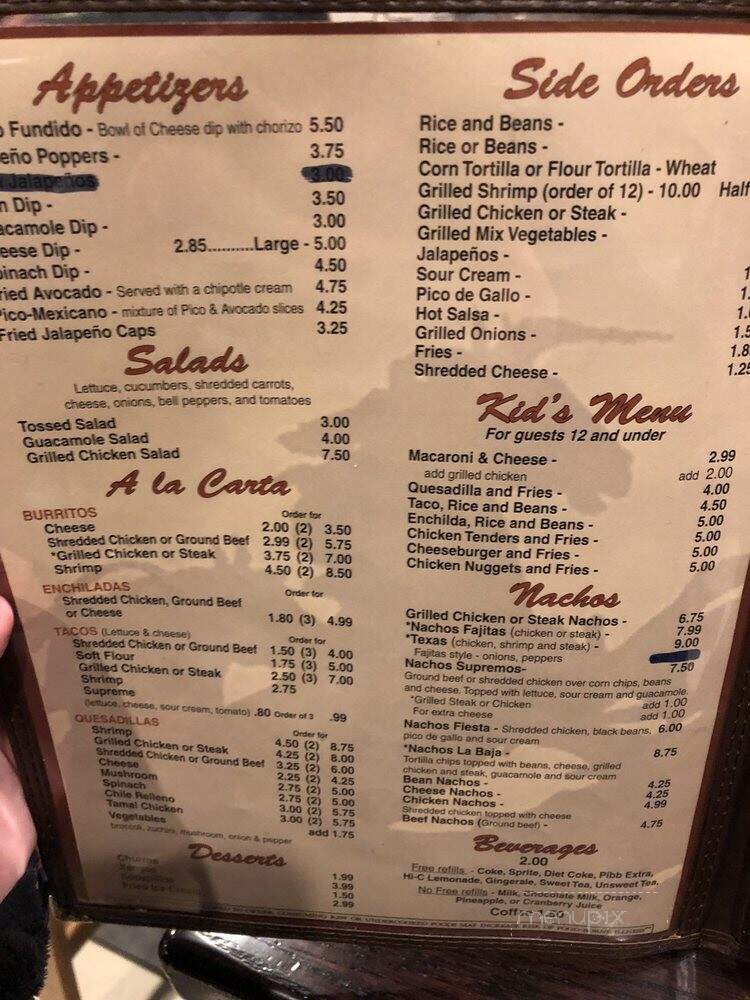 Appetizers
Fundido - Bowl of Cheese dip with chorizo 5.50
eño Poppers - 3.75
Jalapeños 3.00
n Dip - 3.50
acamole Dip - 3.00
eese Dip - 2.85..........Large - 5.00
inach Dip - 4.50
ried Avocado - Served with a chipotle cream 4.75
Pico-Mexicano - mixture of Pico & Avocado slices 4.25
Fried Jalapeño Caps 3.25
Salads
Lettuce, cucumbers, shredded carrots,
cheese, onions, bell peppers, and tomatoes
Tossed Salad 3.00
Guacamole Salad 4.00
Grilled Chicken Salad 7.50
A la Carta
BURRITOS Order for
Cheese 2.00 (2) 3.50
Shredded Chicken or Ground Beef 2.99 (2) 5.75
*Grilled Chicken or Steak 3.75 (2) 7.00
Shrimp 4.50 (2) 8.50
ENCHILADAS Order for
Shredded Chicken, Ground Beef
or Cheese 1.80 (3) 4.99
TACOS (Lettuce & cheese) Order for
Shredded Chicken or Ground Beef 1.50 (3) 4.00
Soft Flour 1.75 (3) 5.00
Grilled Chicken or Steak 2.50 (3) 7.00
Shrimp 2.75
Supreme
(lettuce, cheese, sour cream, tomato) .80 Order of 3 .99
QUESADILLAS Order for
Shrimp 4.50 (2) 8.75
Grilled Chicken or Steak 4.25 (2) 8.00
Shredded Chicken or Ground Beef 3.25 (2) 6.00
Cheese 2.25 (2) 4.25
Mushroom 2.75 (2) 5.00
Spinach 2.75 (2) 5.00
Chile Relleno 3.00 (2) 5.75
Tamal Chicken 3.00 (2) 5.75
Vegetables add 1.75
broccoli, zuchini, mushroom, onion & pepper
Desserts
Churros 1.99
3.99
Sopapillas 1.50
Fried Ice Cream 2.99
Side Orders
Rice and Beans -
Rice or Beans -
Corn Tortilla or Flour Tortilla - Wheat
Grilled Shrimp (order of 12) - 10.00 Half
Grilled Chicken or Steak -
Grilled Mix Vegetables -
Jalapeños -
Sour Cream - 1
Pico de Gallo - 1.
Hot Salsa - 1.
Grilled Onions - 1.5
Fries - 1.8
Shredded Cheese - 1.25
Kid's Menu
For guests 12 and under
Macaroni & Cheese - 2.99
add grilled chicken add 2.00
Quesadilla and Fries - 4.00
Taco, Rice and Beans - 4.50
Enchilda, Rice and Beans - 5.00
Chicken Tenders and Fries - 5.00
Cheeseburger and Fries - 5.00
Chicken Nuggets and Fries - 5.00
Nachos
Grilled Chicken or Steak Nachos - 6.75
*Nachos Fajitas (chicken or steak) - 7.99
*Texas (chicken, shrimp and steak) - 9.00
Fajitas style - onions, peppers
Nachos Supremos- 7.50
Ground beef or shredded chicken over corn chips, beans
and cheese. Topped with lettuce, sour cream and guacamole.
*Grilled Steak or Chicken add 1.00
For extra cheese add 1.00
Nachos Fiesta - Shredded chicken, black beans, 6.00
pico de gallo and sour cream
*Nachos La Baja - 8.75
Tortilla chips topped with beans, cheese, grilled
chicken and steak, guacamole and sour cream
Bean Nachos - 4.25
Cheese Nachos - 4.25
Chicken Nachos - 4.99
Shredded chicken topped with cheese
Beef Nachos (Ground beef) - 4.75
Beverages
2.00
Free refills - Coke, Sprite, Diet Coke, Pibb Extra,
Hi-C Lemonade, Gingerale, Sweet Tea, Unsweet Tea,
No Free refills - Milk, Chocolate Milk, Orange,
Pineapple, or Cranberry Juice
Coffee
menupix